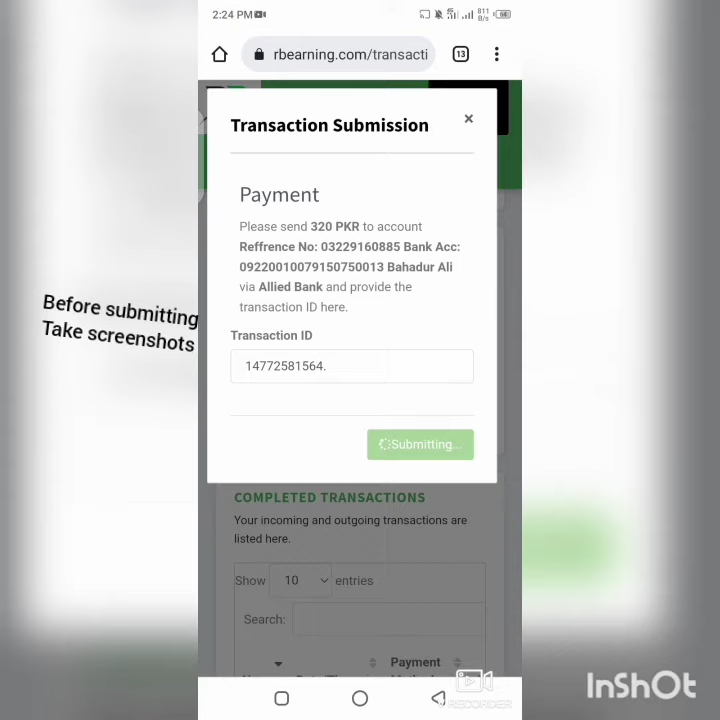 2:24 PM
811
B/s
68
rbearning.com/transacti
13
Transaction Submission
×
Payment
Please send 320 PKR to account
Reffrence No: 03229160885 Bank Acc:
09220010079150750013 Bahadur Ali
via Allied Bank and provide the
transaction ID here.
Transaction ID
14772581564.
Submitting...
Before submitting
Take screenshots
COMPLETED TRANSACTIONS
Your incoming and outgoing transactions are
listed here.
Show 10 entries
Search:
Payment
RECORDER
InShOt